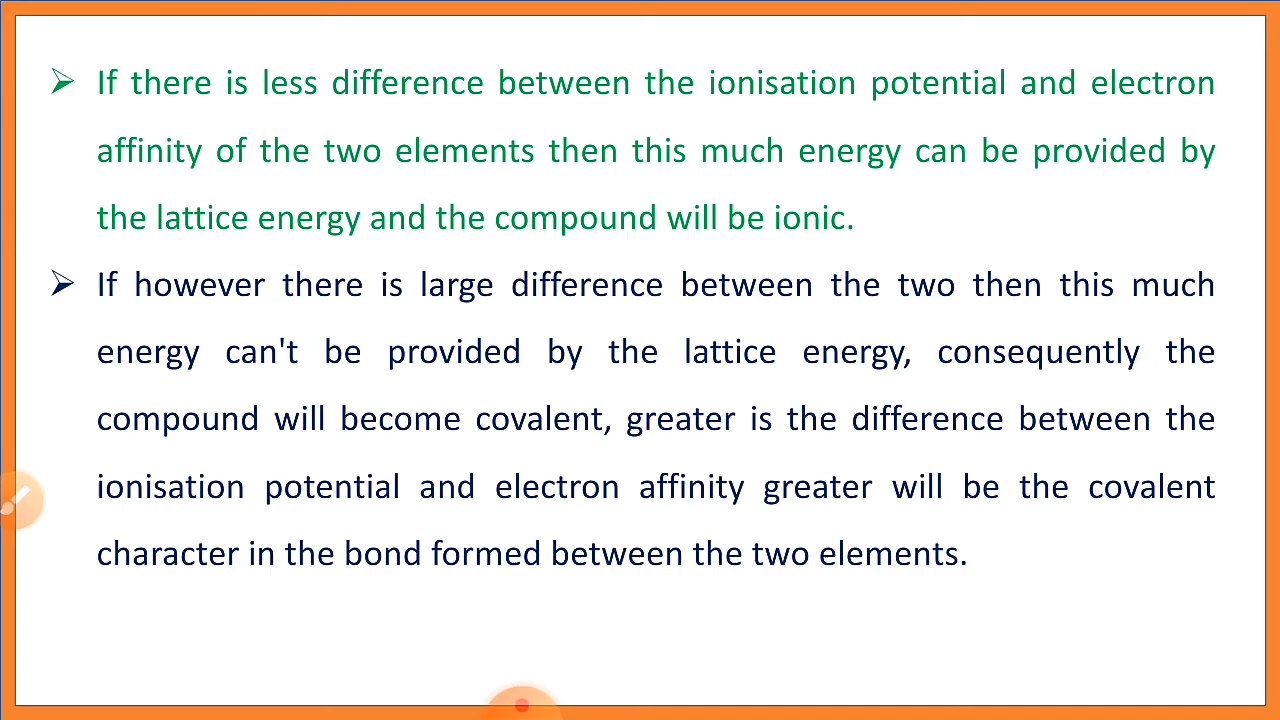 ➢ If there is less difference between the ionisation potential and electron
affinity of the two elements then this much energy can be provided by
the lattice energy and the compound will be ionic.
➢ If however there is large difference between the two then this much
energy can't be provided by the lattice energy, consequently the
compound will become covalent, greater is the difference between the
ionisation potential and electron affinity greater will be the covalent
character in the bond formed between the two elements.